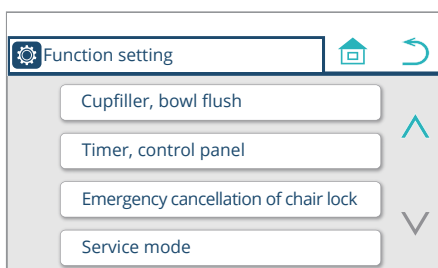 Function setting
Cupfiller, bowl flush
Timer, control panel
Emergency cancellation of chair lock
Service mode